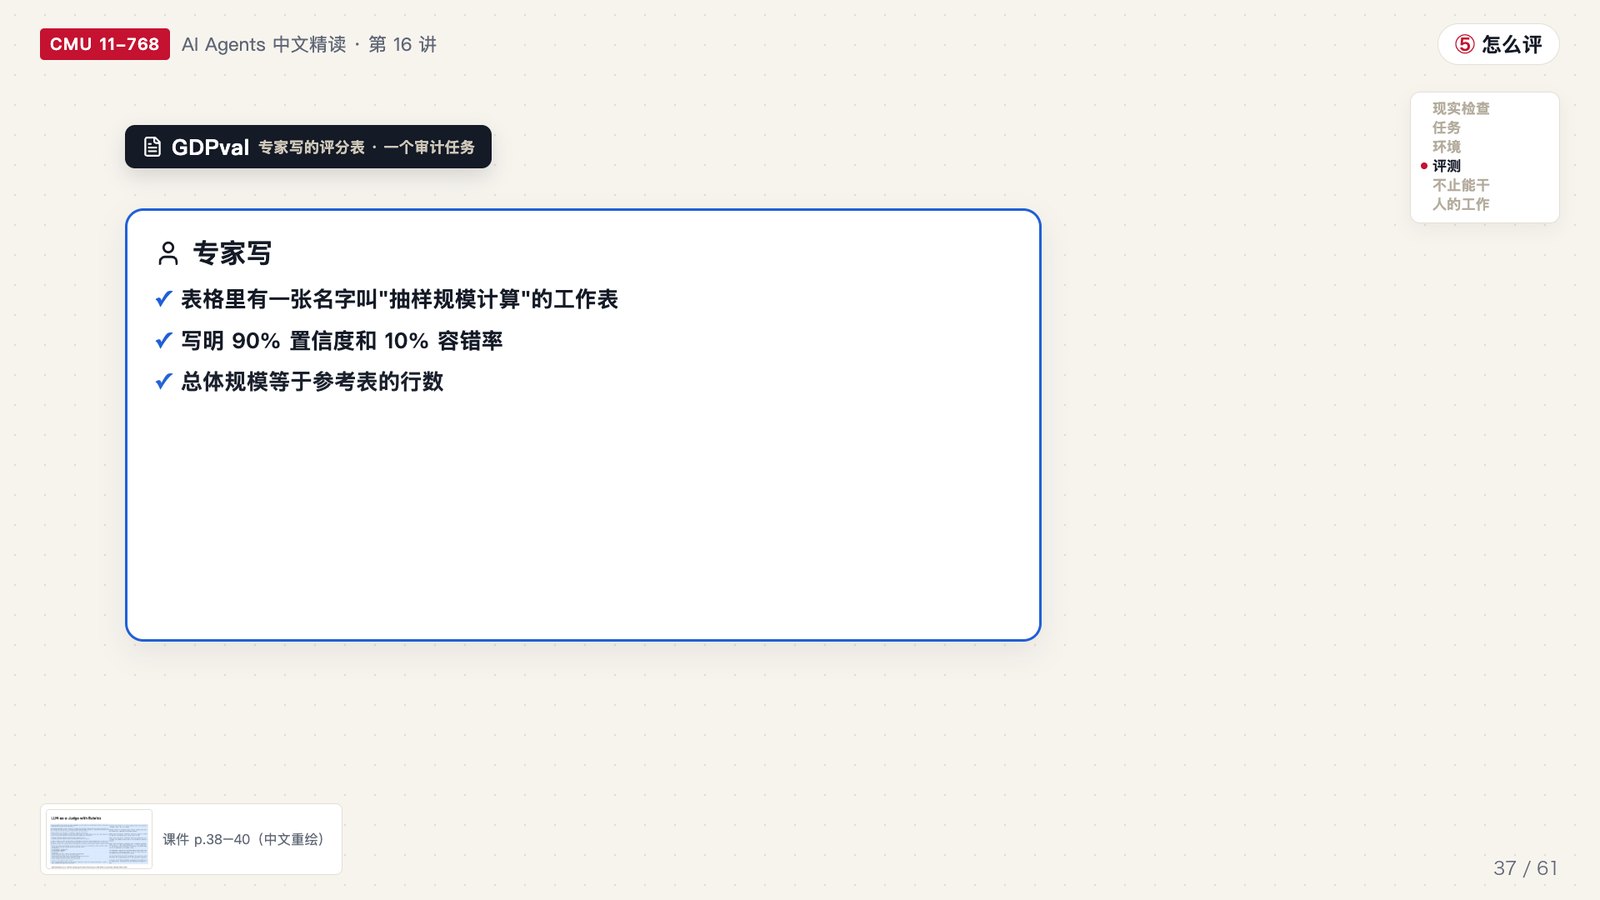 CMU 11-768 AI Agents 中文精读 · 第 16 讲
⑤ 怎么评
现实检查
任务
环境
评测
不止能干
人的工作
GDPval 专家写的评分表 · 一个审计任务
专家写
✓ 表格里有一张名字叫"抽样规模计算"的工作表
✓ 写明 90% 置信度和 10% 容错率
✓ 总体规模等于参考表的行数
课件 p.38—40（中文重绘）
37 / 61